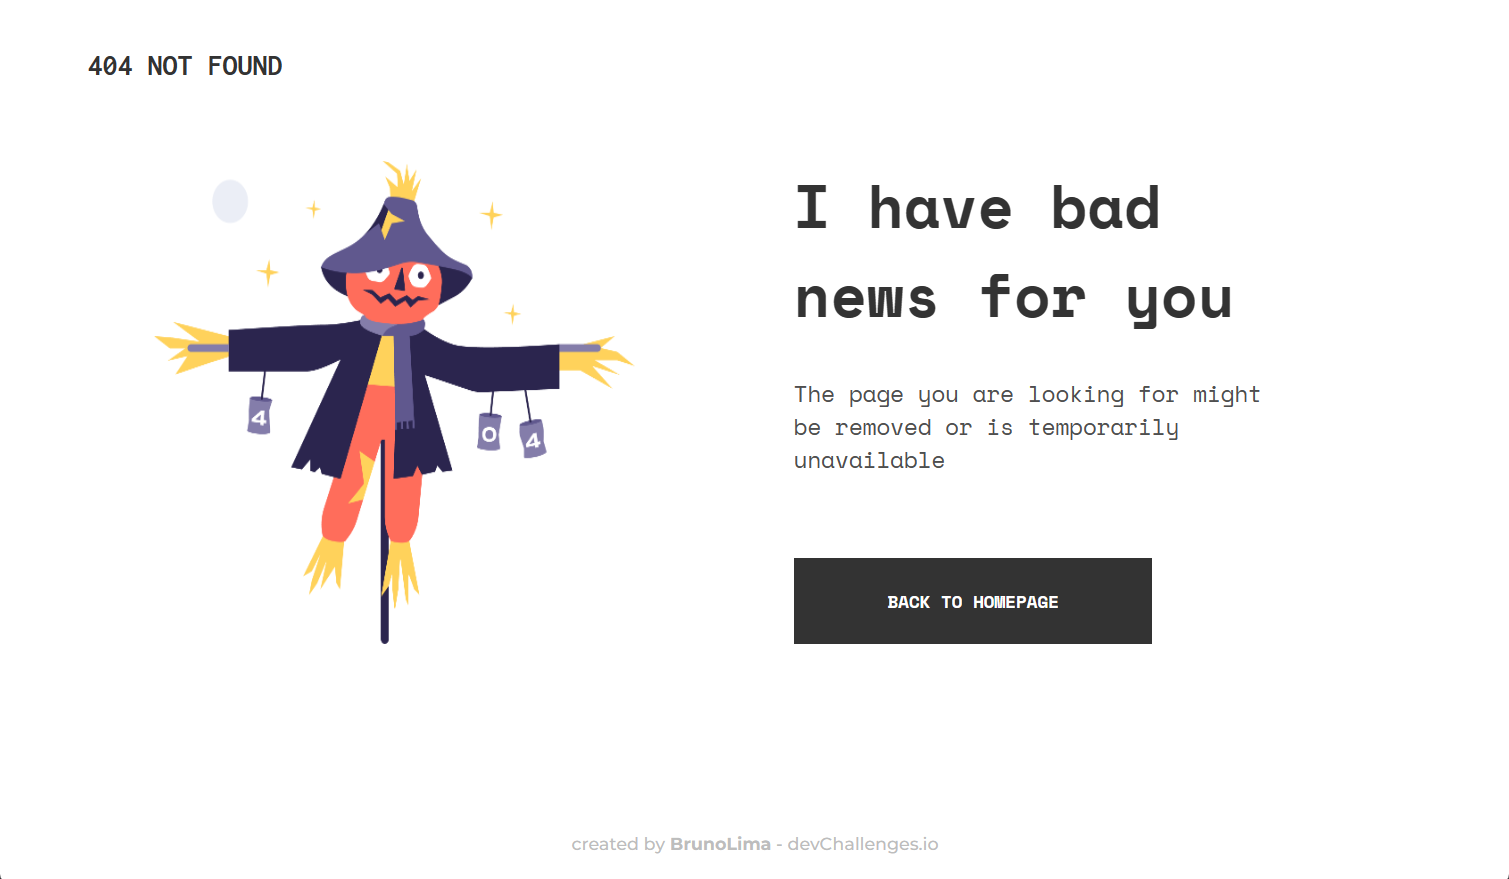 404 NOT FOUND
4
0
4
I have bad
news for you
The page you are looking for might
be removed or is temporarily
unavailable
BACK TO HOMEPAGE
created by BrunoLima - devChallenges.io